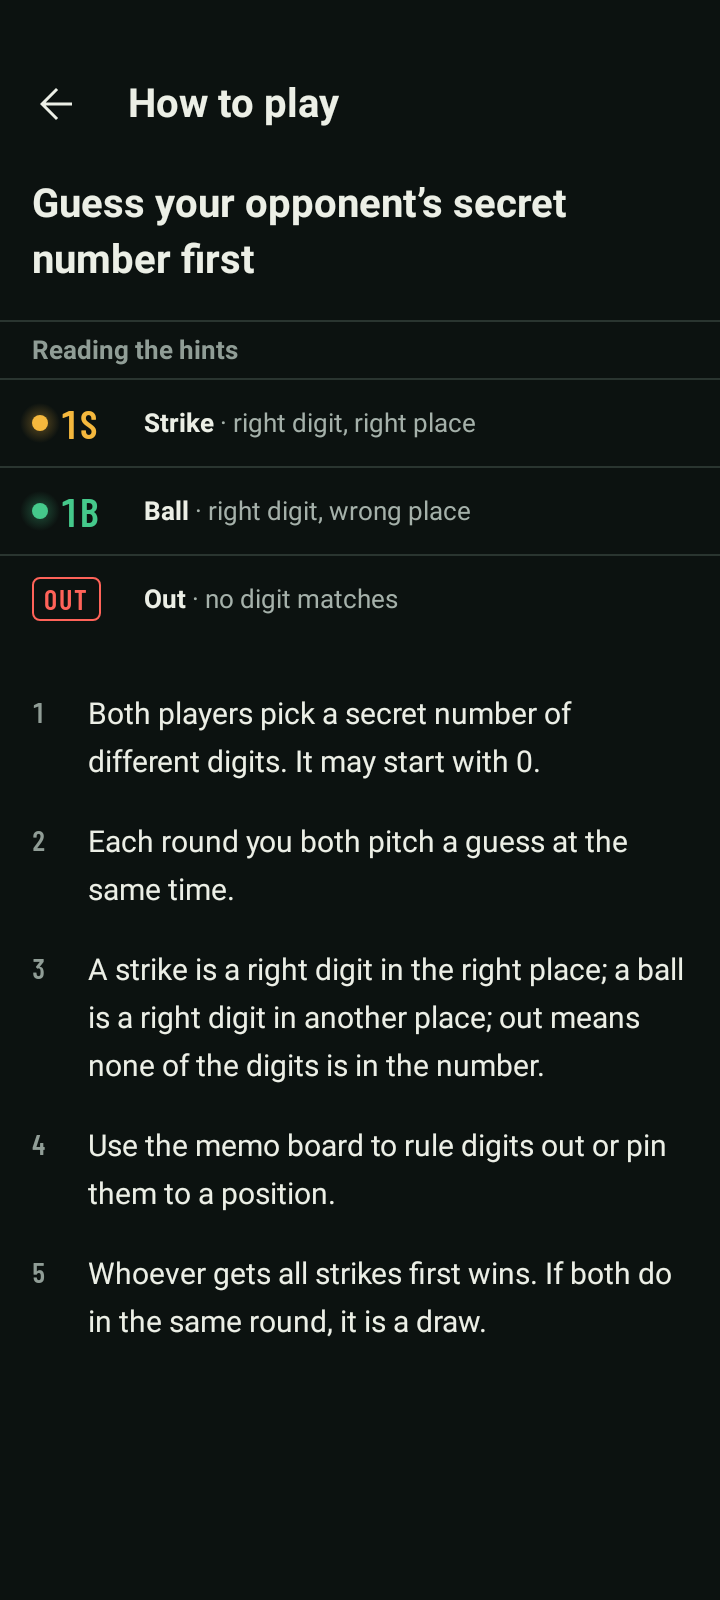 How to play
Guess your opponent’s secret
number first
Reading the hints
1S Strike · right digit, right place
1B Ball · right digit, wrong place
OUT Out · no digit matches
1 Both players pick a secret number of
different digits. It may start with 0.
2 Each round you both pitch a guess at the
same time.
3 A strike is a right digit in the right place; a ball
is a right digit in another place; out means
none of the digits is in the number.
4 Use the memo board to rule digits out or pin
them to a position.
5 Whoever gets all strikes first wins. If both do
in the same round, it is a draw.